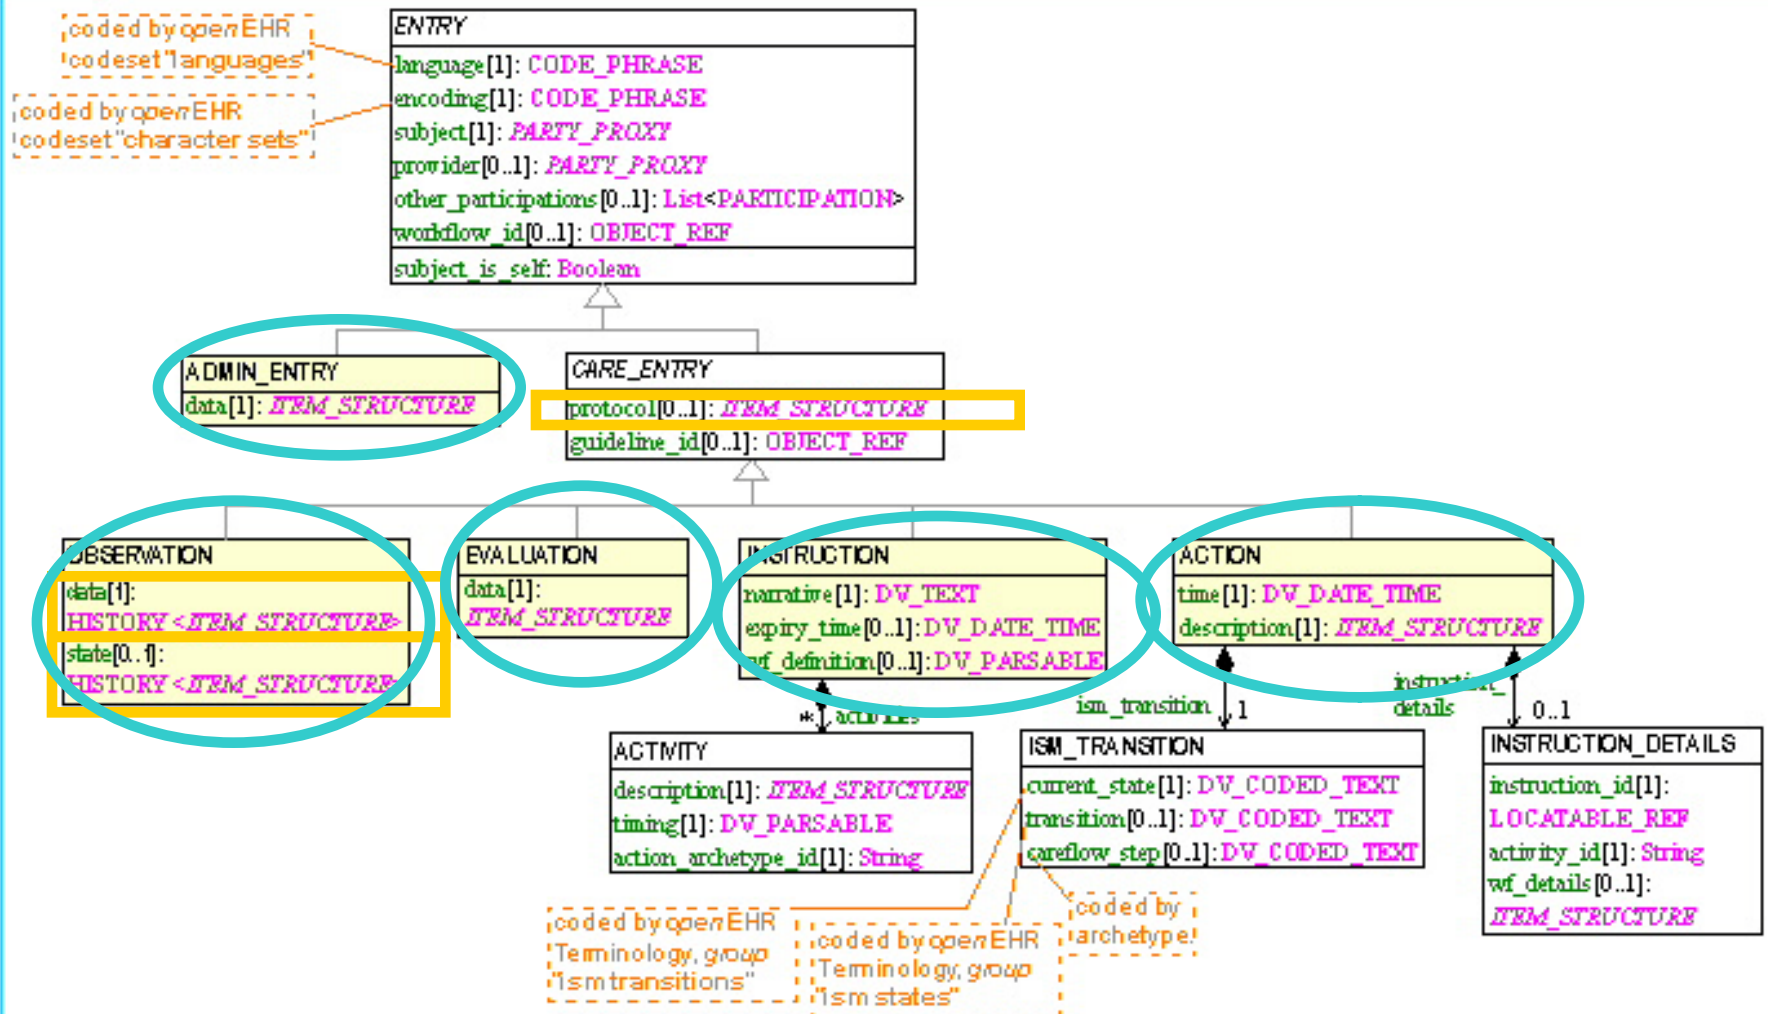 coded by openEHR
codeset "languages"
coded by openEHR
codeset "character sets"
ENTRY
language[1]: CODE_PHRASE
encoding[1]: CODE_PHRASE
subject[1]: PARTY_PROXY
provider[0..1]: PARTY_PROXY
other_participations[0..1]: List<PARTICIPATION>
workflow_id[0..1]: OBJECT_REF
subject_is_self: Boolean
ADMIN_ENTRY
data[1]: ITEM_STRUCTURE
CARE_ENTRY
protocol[0..1]: ITEM_STRUCTURE
guideline_id[0..1]: OBJECT_REF
OBSERVATION
data[1]:
HISTORY <ITEM_STRUCTURE>
state[0..1]:
HISTORY <ITEM_STRUCTURE>
EVALUATION
data[1]:
ITEM_STRUCTURE
INSTRUCTION
narrative[1]: DV_TEXT
expiry_time[0..1]: DV_DATE_TIME
wf_definition[0..1]: DV_PARSABLE
ACTION
time[1]: DV_DATE_TIME
description[1]: ITEM_STRUCTURE
* activities
ism_transition 1
instruction_
details 0..1
ACTIVITY
description[1]: ITEM_STRUCTURE
timing[1]: DV_PARSABLE
action_archetype_id[1]: String
ISM_TRANSITION
current_state[1]: DV_CODED_TEXT
transition[0..1]: DV_CODED_TEXT
careflow_step[0..1]: DV_CODED_TEXT
INSTRUCTION_DETAILS
instruction_id[1]:
LOCATABLE_REF
activity_id[1]: String
wf_details[0..1]:
ITEM_STRUCTURE
coded by openEHR
Terminology, group
"ism transitions"
coded by openEHR
Terminology, group
"ism states"
coded by
archetype